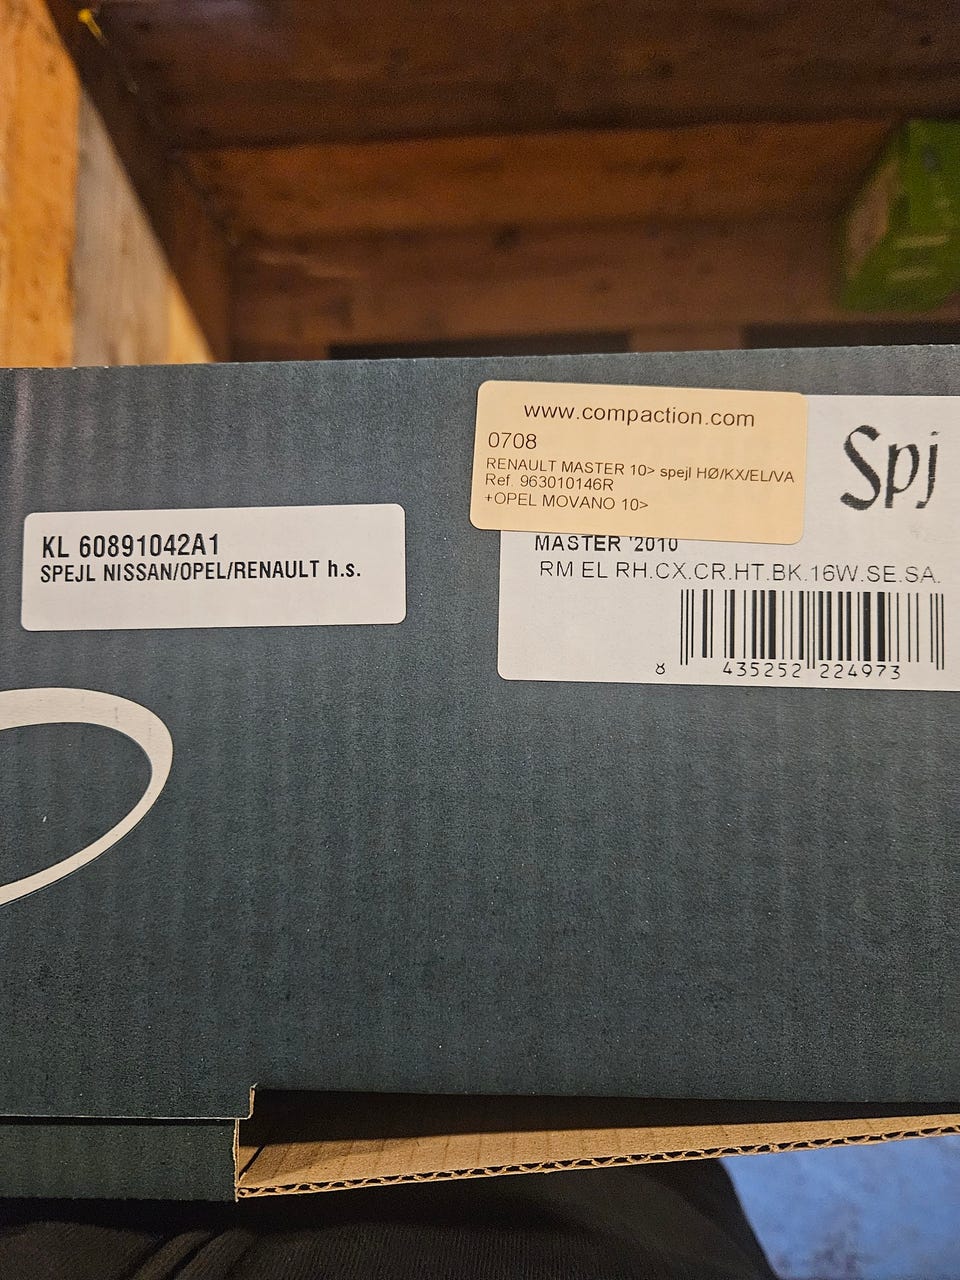 www.compaction.com
0708
RENAULT MASTER 10> spejl HØ/KX/EL/VA
Ref. 963010146R
+OPEL MOVANO 10>
Spj
MASTER '2010
RM EL RH.CX.CR.HT.BK.16W.SE.SA.
8 435252 224973
KL 60891042A1
SPEJL NISSAN/OPEL/RENAULT h.s.